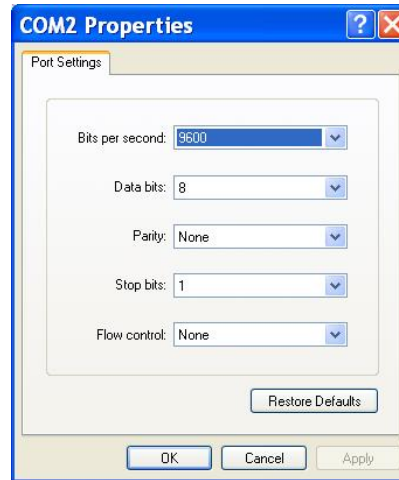 COM2 Properties
Port Settings
Bits per second: 9600
Data bits: 8
Parity: None
Stop bits: 1
Flow control: None
Restore Defaults
OK Cancel Apply